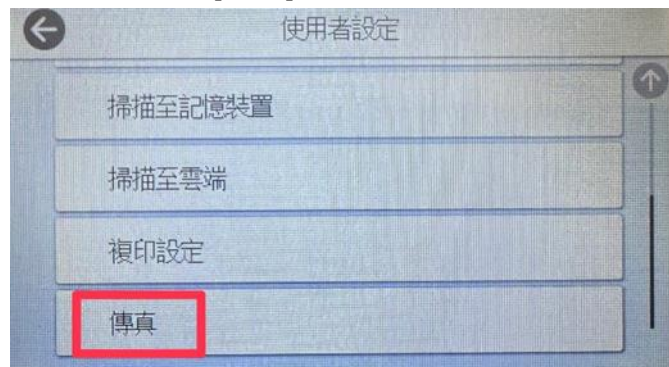 使用者設定
掃描至記憶裝置
掃描至雲端
複印設定
傳真